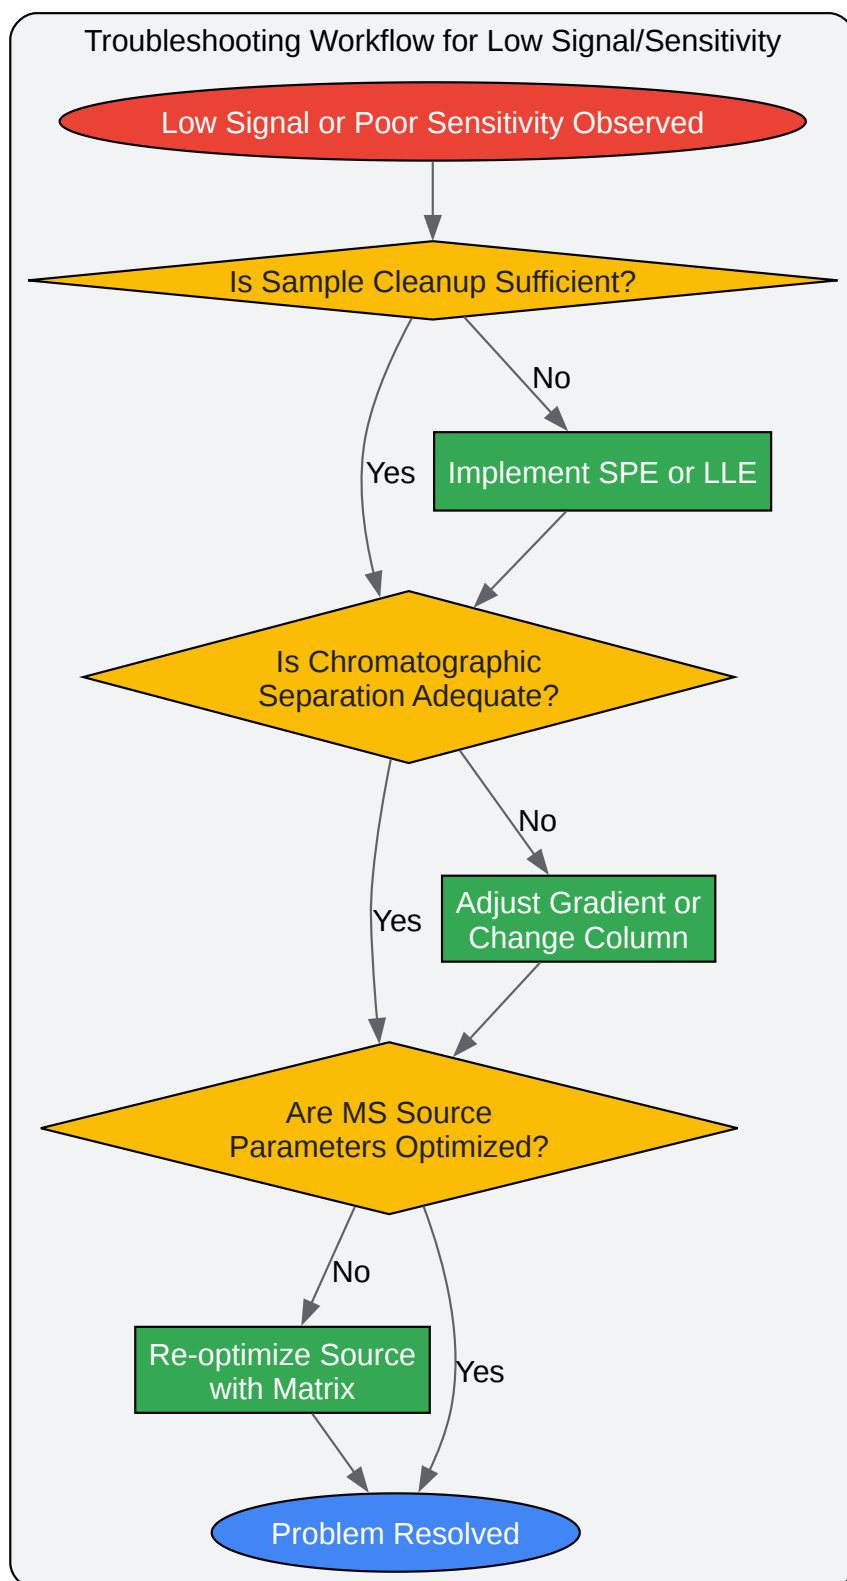 Troubleshooting Workflow for Low Signal/Sensitivity
Low Signal or Poor Sensitivity Observed
Is Sample Cleanup Sufficient?
No
Yes
Implement SPE or LLE
Is Chromatographic
Separation Adequate?
No
Yes
Adjust Gradient or
Change Column
Are MS Source
Parameters Optimized?
No
Re-optimize Source
with Matrix
Yes
Problem Resolved